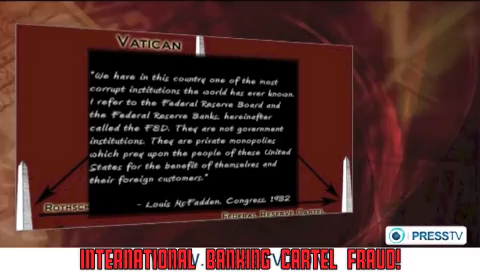 VATICAN
"We have in this country one of the most
corrupt institutions the world has ever known.
I refer to the Federal Reserve Board and
the Federal Reserve Banks, hereinafter
called the FED. They are not government
institutions. They are private monopolies
which prey upon the people of these United
States for the benefit of themselves and
their foreign customers."
- Louis McFadden, Congress, 1932
ROTHSCH
FEDERAL RESERVE CARTEL
PRESSTV
INTERNATIONAL BANKING CARTEL FRAUD!